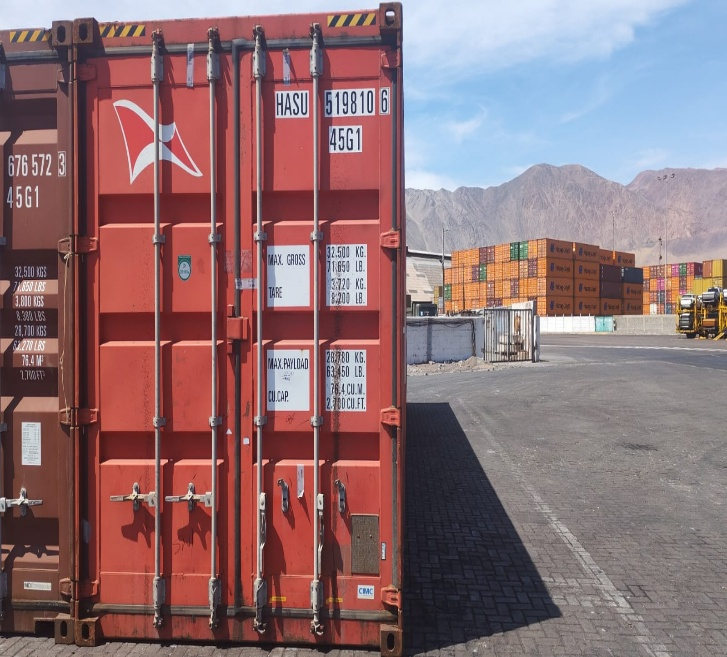 676 572 3
45G1
32,500 KGS
71,650 LBS
3,800 KGS
8,380 LBS
28,700 KGS
63,270 LBS
76.4 M³
2,700 FT³
HASU 519810 6
45G1
MAX. GROSS 32,500 KG.
71,650 LB.
TARE 3,720 KG.
8,200 LB.
MAX.PAYLOAD 28,780 KG.
63,450 LB.
CU.CAP. 76.4 CU.M.
2,700 CU.FT.
CIMC